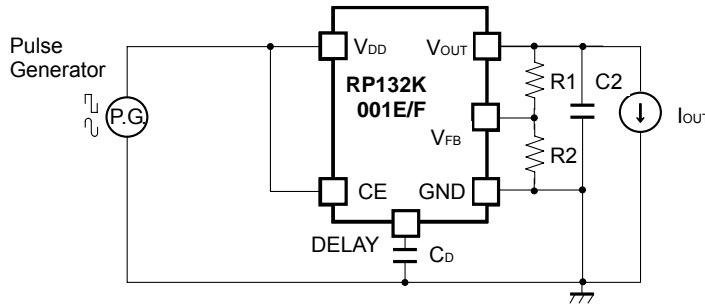 Pulse
Generator
P.G.
VDD
VOUT
RP132K
001E/F
VFB
CE
GND
DELAY
CD
R1
C2
R2
IOUT